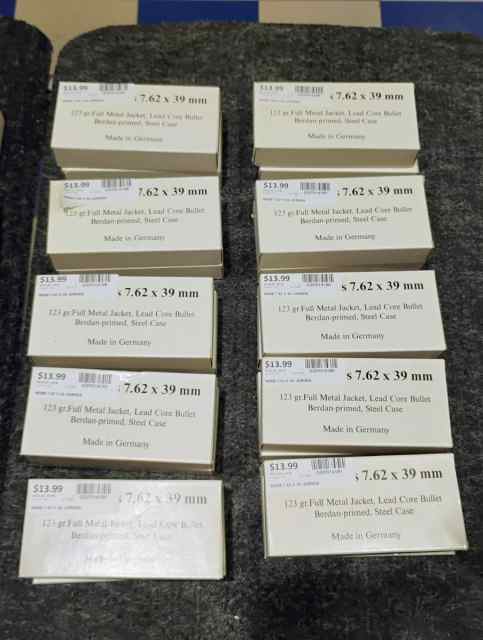 $13.99
7.62 x 39 mm
123 gr.Full Metal Jacket, Lead Core Bullet
Berdan-primed, Steel Case
Made in Germany
$13.99
7.62 x 39 mm
123 gr.Full Metal Jacket, Lead Core Bullet
Berdan-primed, Steel Case
Made in Germany
$13.99
7.62 x 39 mm
123 gr.Full Metal Jacket, Lead Core Bullet
Berdan-primed, Steel Case
Made in Germany
$13.99
7.62 x 39 mm
123 gr.Full Metal Jacket, Lead Core Bullet
Berdan-primed, Steel Case
Made in Germany
$13.99
s 7.62 x 39 mm
123 gr.Full Metal Jacket, Lead Core Bullet
Berdan-primed, Steel Case
Made in Germany
$13.99
s 7.62 x 39 mm
123 gr.Full Metal Jacket, Lead Core Bullet
Berdan-primed, Steel Case
Made in Germany
$13.99
7.62 x 39 mm
123 gr.Full Metal Jacket, Lead Core Bullet
Berdan-primed, Steel Case
Made in Germany
$13.99
s 7.62 x 39 mm
123 gr.Full Metal Jacket, Lead Core Bullet
Berdan-primed, Steel Case
Made in Germany
$13.99
7.62 x 39 mm
123 gr.Full Metal Jacket, Lead Core Bullet
Berdan-primed, Steel Case
$13.99
s 7.62 x 39 mm
123 gr.Full Metal Jacket, Lead Core Bullet
Berdan-primed, Steel Case
Made in Germany